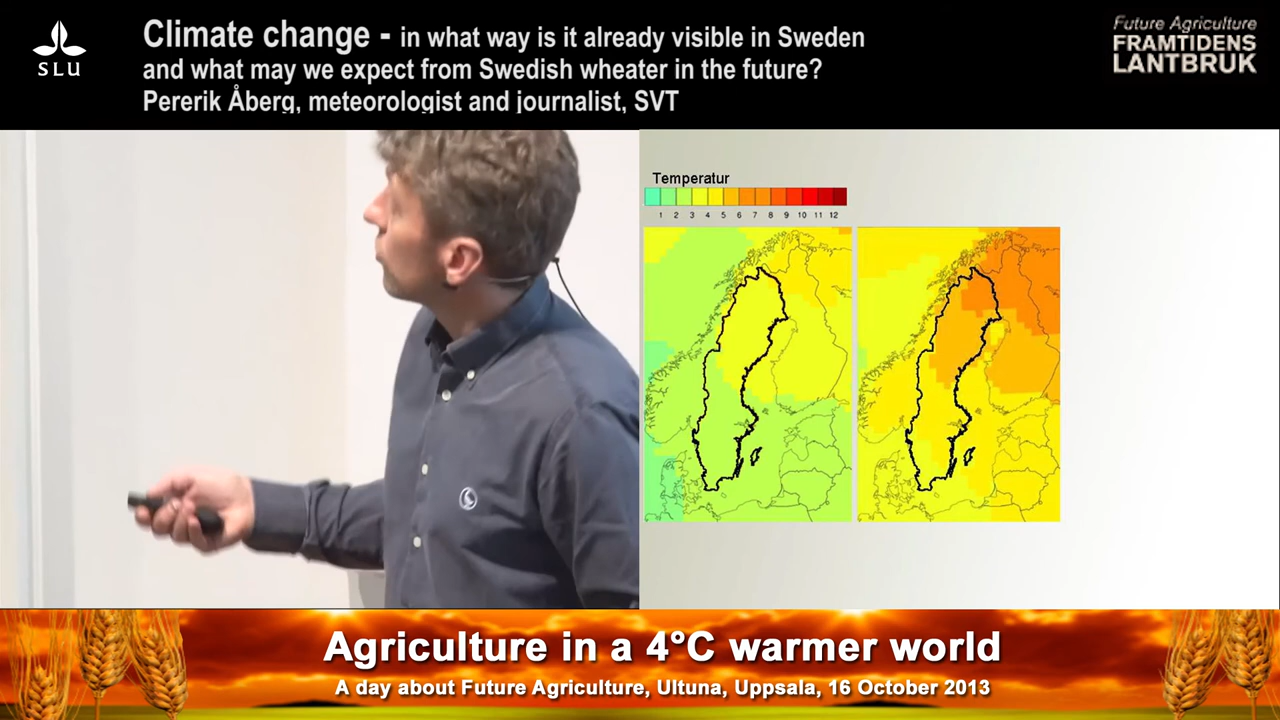 SLU
Climate change - in what way is it already visible in Sweden
and what may we expect from Swedish wheater in the future?
Pererik Åberg, meteorologist and journalist, SVT
Future Agriculture
FRAMTIDENS
LANTBRUK
Temperatur
1 2 3 4 5 6 7 8 9 10 11 12
Agriculture in a 4°C warmer world
A day about Future Agriculture, Ultuna, Uppsala, 16 October 2013